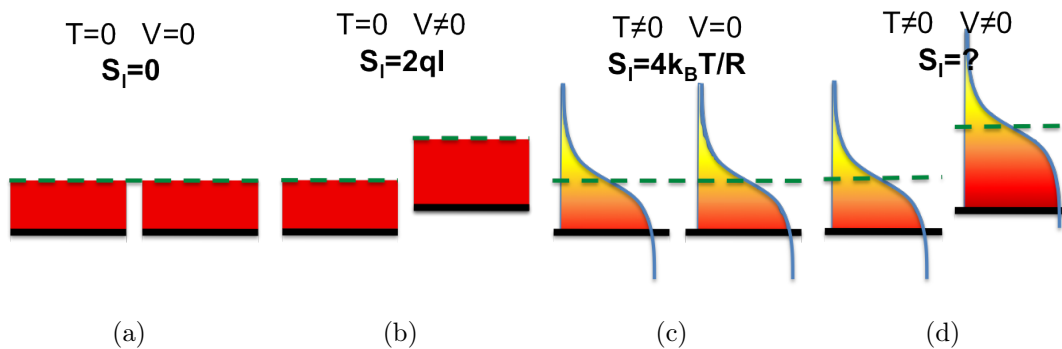 T=0 V=0
S_I=0
T=0 V≠0
S_I=2qI
T≠0 V=0
S_I=4k_BT/R
T≠0 V≠0
S_I=?
(a)
(b)
(c)
(d)